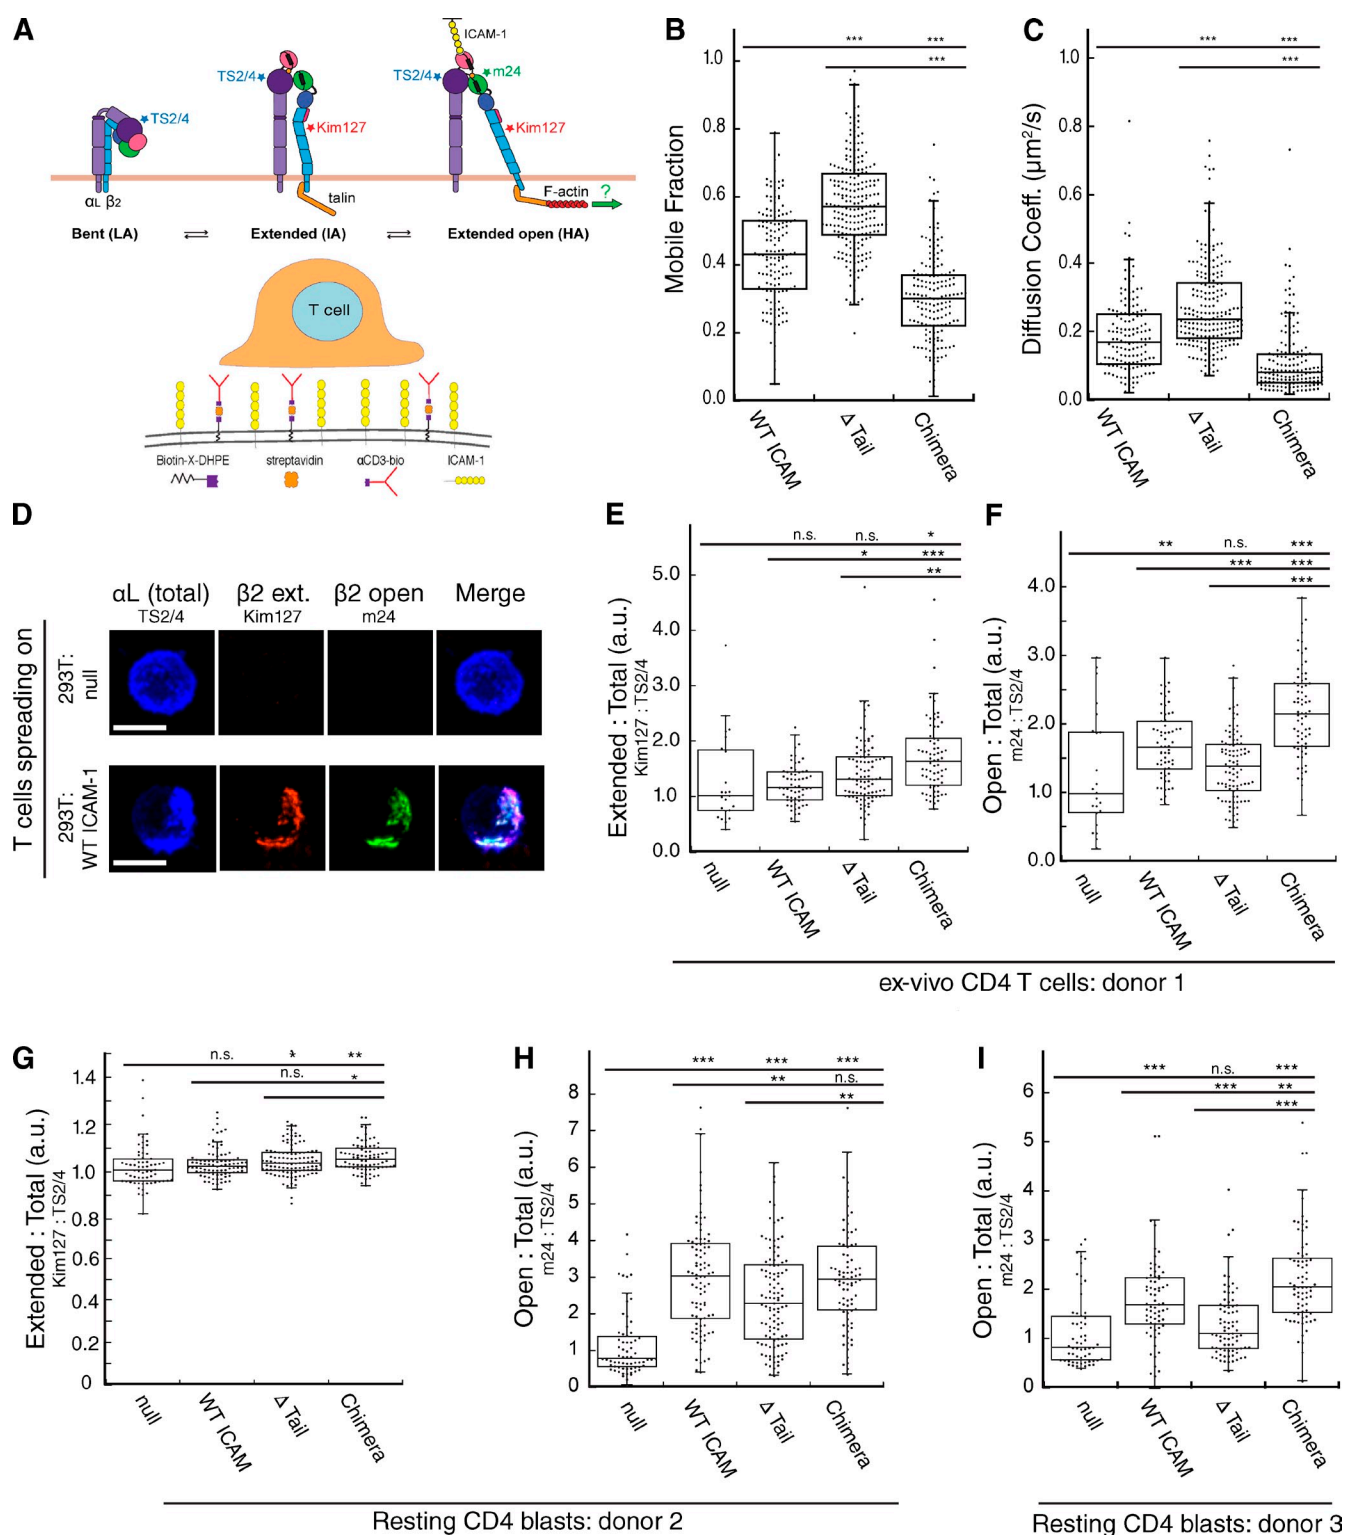 A
ICAM-1
TS2/4
m24
TS2/4
TS2/4
Kim127
Kim127
αL β2
talin
F-actin
?
Bent (LA)
Extended (IA)
Extended open (HA)
T cell
Biotin-X-DHPE
streptavidin
αCD3-bio
ICAM-1
B
Mobile Fraction
1.0
0.8
0.6
0.4
0.2
0.0
***
***
***
WT ICAM
Δ Tail
Chimera
C
Diffusion Coeff. (µm²/s)
1.0
0.8
0.6
0.4
0.2
0.0
***
***
***
WT ICAM
Δ Tail
Chimera
D
αL (total)
TS2/4
β2 ext.
Kim127
β2 open
m24
Merge
T cells spreading on
293T:
null
293T:
WT ICAM-1
E
Extended : Total (a.u.)
Kim127 : TS2/4
5.0
4.0
3.0
2.0
1.0
0.0
n.s.
n.s.
*
*
***
**
null
WT ICAM
Δ Tail
Chimera
F
Open : Total (a.u.)
m24 : TS2/4
4.0
3.0
2.0
1.0
0.0
**
n.s.
***
***
***
***
null
WT ICAM
Δ Tail
Chimera
ex-vivo CD4 T cells: donor 1
G
Extended : Total (a.u.)
Kim127 : TS2/4
1.4
1.2
1.0
0.8
0.6
0.4
0.2
0
n.s.
*
**
n.s.
*
null
WT ICAM
Δ Tail
Chimera
H
Open : Total (a.u.)
m24 : TS2/4
8
7
6
5
4
3
2
1
0
***
***
***
**
n.s.
**
null
WT ICAM
Δ Tail
Chimera
Resting CD4 blasts: donor 2
I
Open : Total (a.u.)
m24 : TS2/4
6
5
4
3
2
1
0
***
n.s.
***
***
**
***
null
WT ICAM
Δ Tail
Chimera
Resting CD4 blasts: donor 3